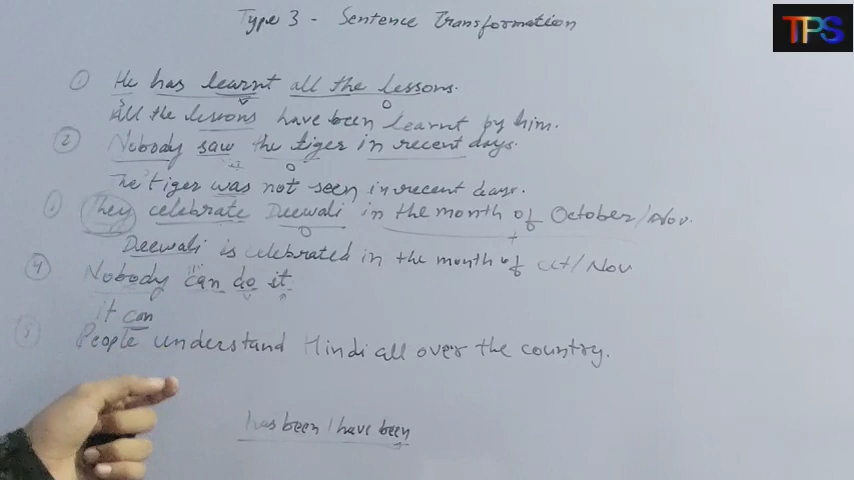 TPS
Type 3 - Sentence Transformation
① He has learnt all the lessons.
S V O
All the lessons have been learnt by him.
② Nobody saw the tiger in recent days.
O
The tiger was not seen in recent days.
They celebrate Deewali in the month of October/Nov.
O +
Deewali is celebrated in the month of oct/Nov
④ Nobody can do it
V
it can
People understand Hindi all over the country.
has been / have been